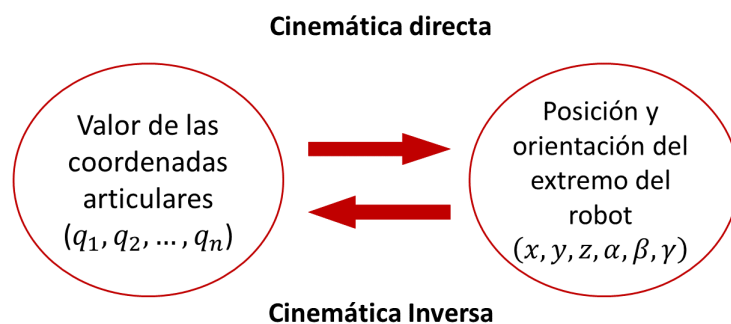 Cinemática directa
Valor de las
coordenadas
articulares
(q₁, q₂, … , qₙ)
Posición y
orientación del
extremo del
robot
(x, y, z, α, β, γ)
Cinemática Inversa